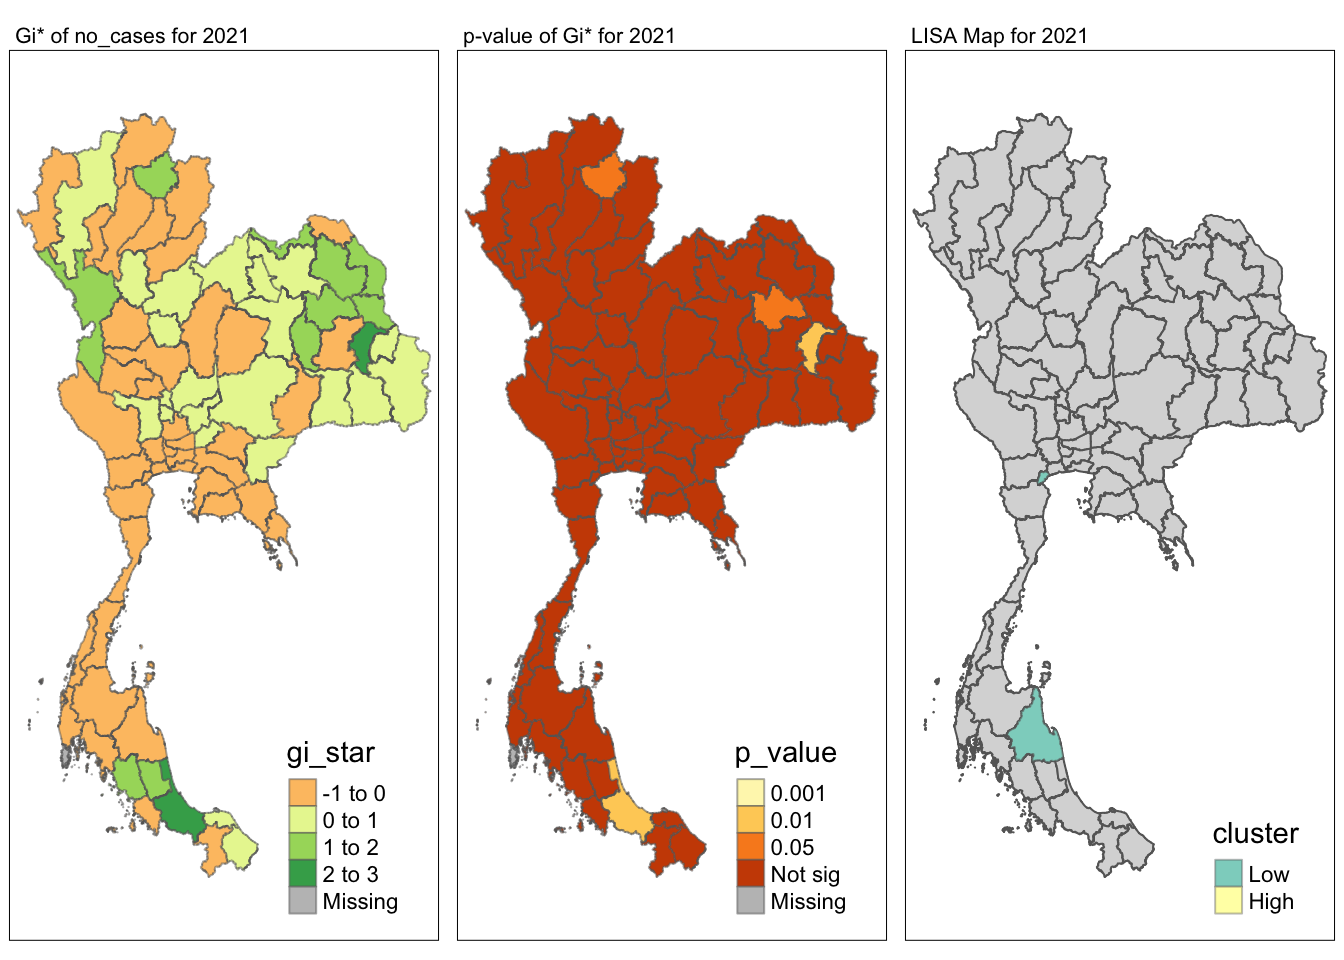 Gi* of no_cases for 2021
p-value of Gi* for 2021
LISA Map for 2021
gi_star
-1 to 0
0 to 1
1 to 2
2 to 3
Missing
p_value
0.001
0.01
0.05
Not sig
Missing
cluster
Low
High